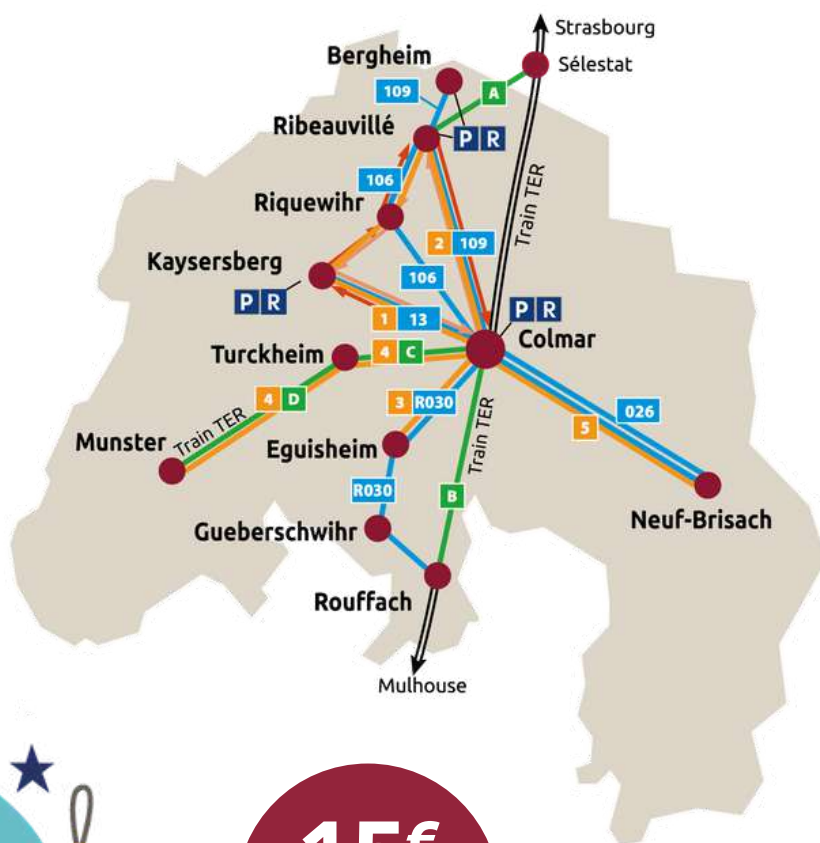 Strasbourg
Sélestat
Bergheim
109
A
Ribeauvillé
P R
106
Riquewihr
Train TER
2 109
Kaysersberg
106
P R
P R
1 13
Colmar
Turckheim
4 C
4 D
3 R030
026
Train TER
5
Munster
Train TER
Eguisheim
R030
B
Neuf-Brisach
Gueberschwihr
Rouffach
Mulhouse
15€